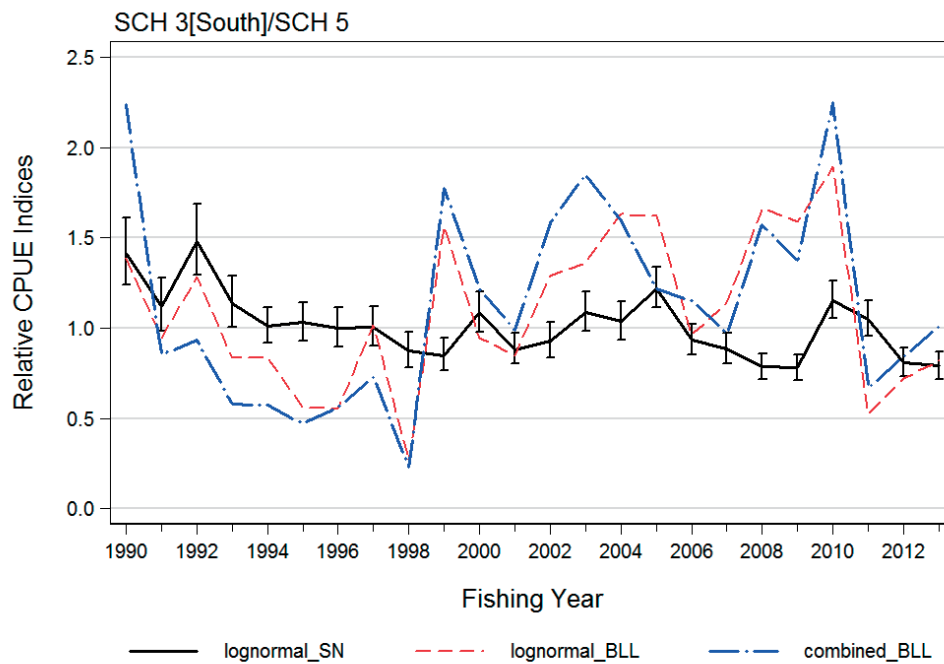 SCH 3[South]/SCH 5
2.5
2.0
1.5
1.0
0.5
0.0
Relative CPUE Indices
1990 1992 1994 1996 1998 2000 2002 2004 2006 2008 2010 2012
Fishing Year
lognormal_SN lognormal_BLL combined_BLL